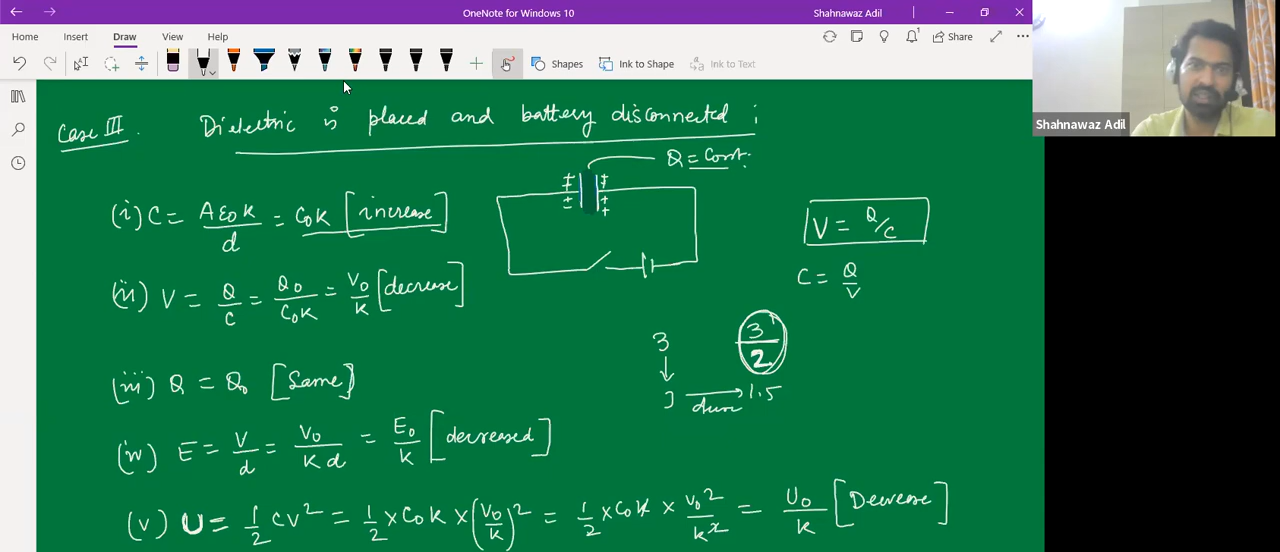 OneNote for Windows 10
Shahnawaz Adil
Home Insert Draw View Help
Share
Shapes Ink to Shape Ink to Text
Shahnawaz Adil
Case III. Dielectric is placed and battery disconnected :
Q = Const.
(i) C = Aε₀k/d = C₀k [increase]
V = Q/C
C = Q/V
(ii) V = Q/C = Q₀/C₀k = V₀/k [decrease]
3 3/2
1.5
(iii) Q = Q₀ [Same]
(iv) E = V/d = V₀/kd = E₀/k [decreased]
(v) U = 1/2 CV² = 1/2 × C₀k × (V₀/k)² = 1/2 × C₀k × V₀²/k² = U₀/k [Decrease]